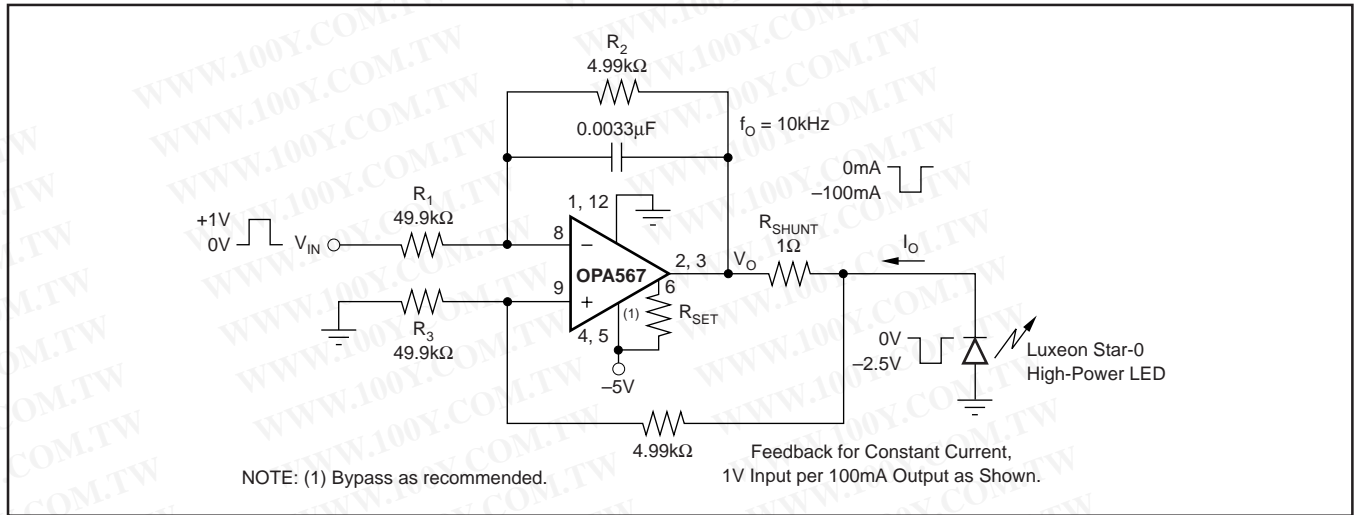 R2
4.99kΩ
0.0033µF
fO = 10kHz
0mA
–100mA
R1
49.9kΩ
1, 12
+1V
0V
VIN
8
–
OPA567
2, 3
VO
RSHUNT
1Ω
IO
9
+
6
(1)
RSET
R3
49.9kΩ
4, 5
–5V
0V
–2.5V
Luxeon Star-0
High-Power LED
4.99kΩ
Feedback for Constant Current,
1V Input per 100mA Output as Shown.
NOTE: (1) Bypass as recommended.
WWW.100Y.COM.TW